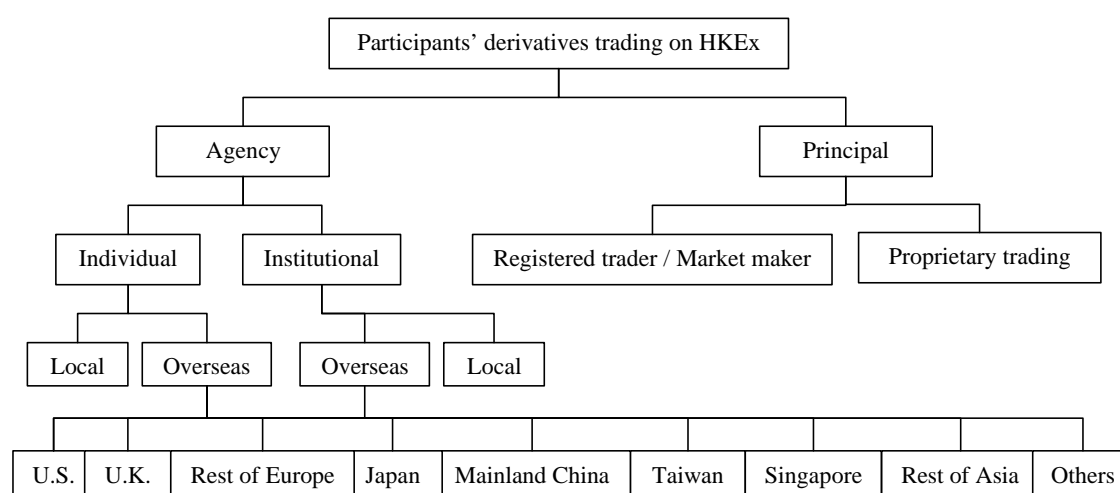 Participants’ derivatives trading on HKEx
Agency
Principal
Individual
Institutional
Registered trader / Market maker
Proprietary trading
Local
Overseas
Overseas
Local
U.S.
U.K.
Rest of Europe
Japan
Mainland China
Taiwan
Singapore
Rest of Asia
Others